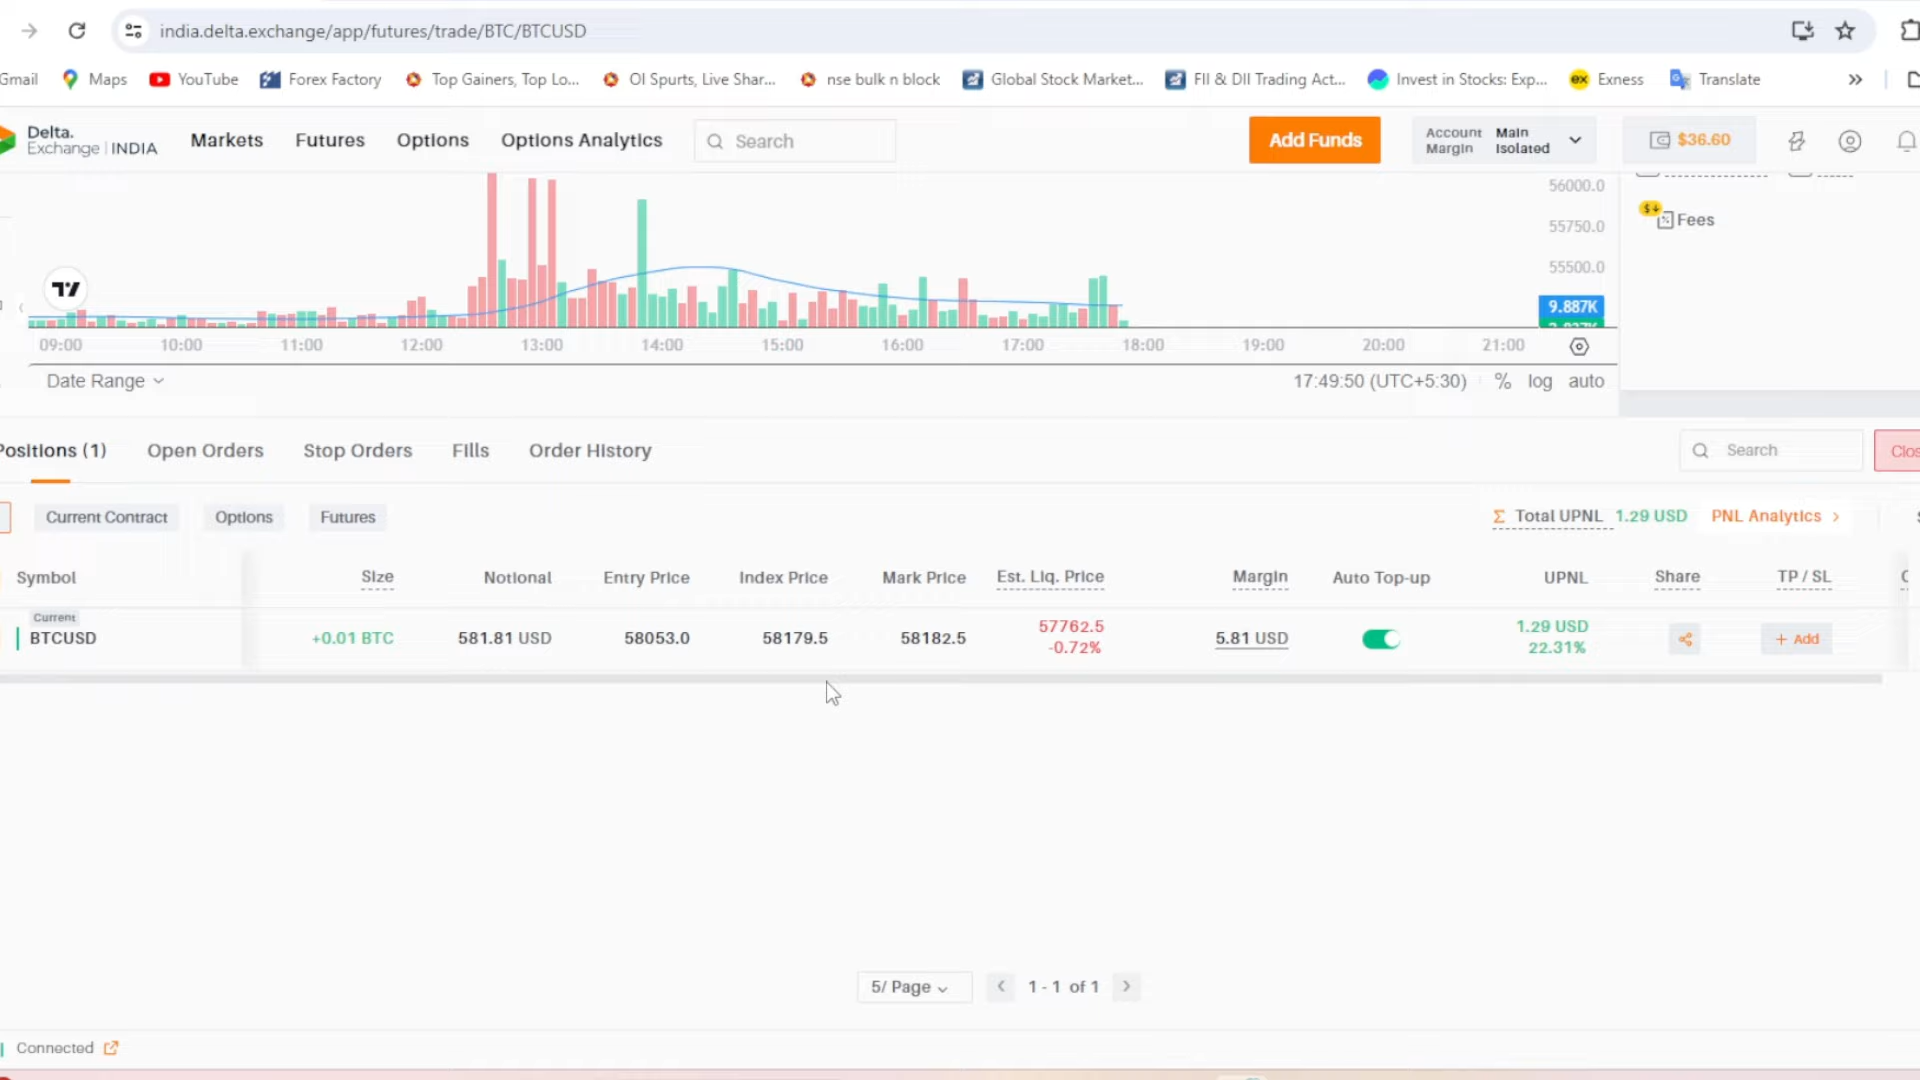 india.delta.exchange/app/futures/trade/BTC/BTCUSD
Gmail Maps YouTube Forex Factory Top Gainers, Top Lo... OI Spurts, Live Shar... nse bulk n block Global Stock Market... FII & DII Trading Act... Invest in Stocks: Exp... ex Exness Translate »
Delta. Exchange | INDIA Markets Futures Options Options Analytics Search Add Funds Account Margin Main Isolated $36.60
56000.0
55750.0
55500.0
9.887K
Fees
09:00 10:00 11:00 12:00 13:00 14:00 15:00 16:00 17:00 18:00 19:00 20:00 21:00
Date Range 17:49:50 (UTC+5:30) % log auto
Positions (1) Open Orders Stop Orders Fills Order History Search Clos
Current Contract Options Futures Σ Total UPNL 1.29 USD PNL Analytics >
Symbol Size Notional Entry Price Index Price Mark Price Est. Liq. Price Margin Auto Top-up UPNL Share TP / SL
Current
BTCUSD +0.01 BTC 581.81 USD 58053.0 58179.5 58182.5 57762.5 -0.72% 5.81 USD 1.29 USD 22.31% + Add
5/ Page < 1 - 1 of 1 >
Connected